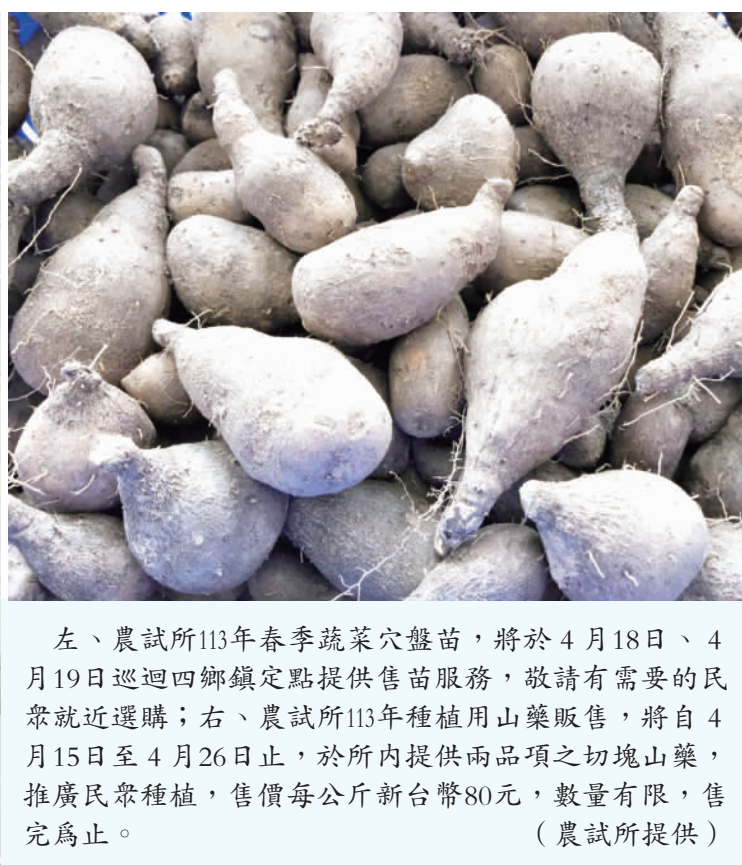 左、農試所113年春季蔬菜穴盤苗，將於4月18日、4
月19日巡迴四鄉鎮定點提供售苗服務，敬請有需要的民
眾就近選購；右、農試所113年種植用山藥販售，將自4
月15日至4月26日止，於所內提供兩品項之切塊山藥，
推廣民眾種植，售價每公斤新台幣80元，數量有限，售
完為止。（農試所提供）